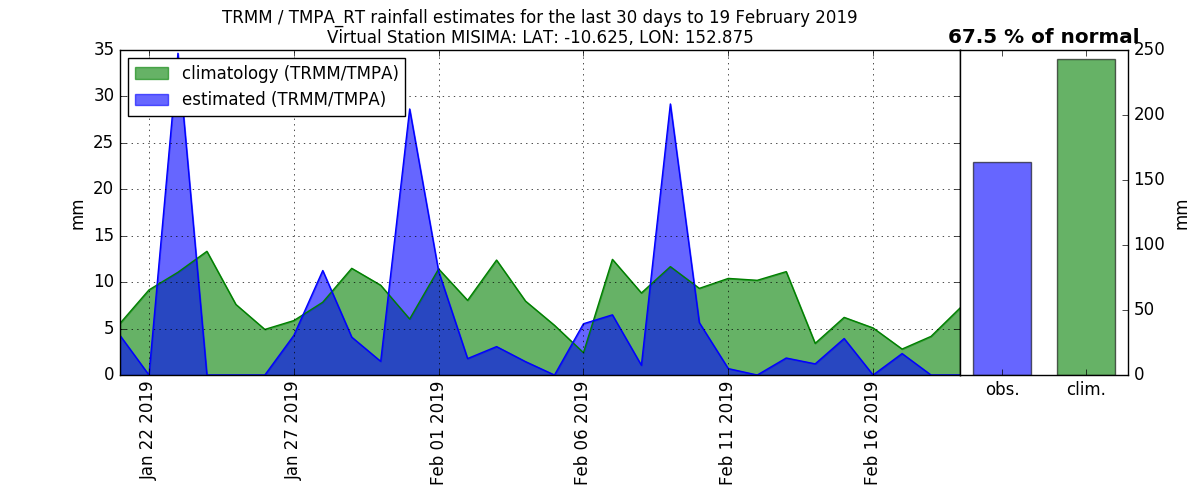 TRMM / TMPA_RT rainfall estimates for the last 30 days to 19 February 2019
Virtual Station MISIMA: LAT: -10.625, LON: 152.875
67.5 % of normal
climatology (TRMM/TMPA)
estimated (TRMM/TMPA)
mm
35
30
25
20
15
10
5
0
Jan 22 2019
Jan 27 2019
Feb 01 2019
Feb 06 2019
Feb 11 2019
Feb 16 2019
250
200
150
100
50
0
mm
obs.
clim.